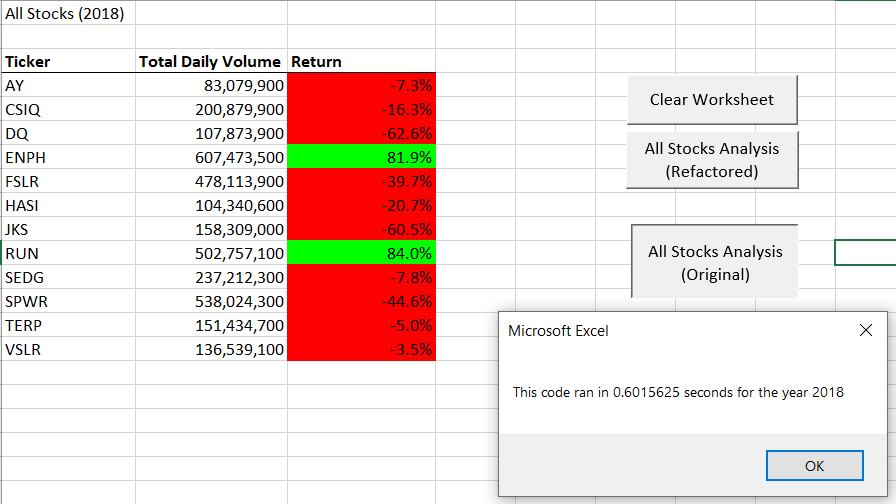 All Stocks (2018)
Ticker Total Daily Volume Return
AY 83,079,900 -7.3%
CSIQ 200,879,900 -16.3%
DQ 107,873,900 -62.6%
ENPH 607,473,500 81.9%
FSLR 478,113,900 -39.7%
HASI 104,340,600 -20.7%
JKS 158,309,000 -60.5%
RUN 502,757,100 84.0%
SEDG 237,212,300 -7.8%
SPWR 538,024,300 -44.6%
TERP 151,434,700 -5.0%
VSLR 136,539,100 -3.5%
Clear Worksheet
All Stocks Analysis
(Refactored)
All Stocks Analysis
(Original)
Microsoft Excel
This code ran in 0.6015625 seconds for the year 2018
OK